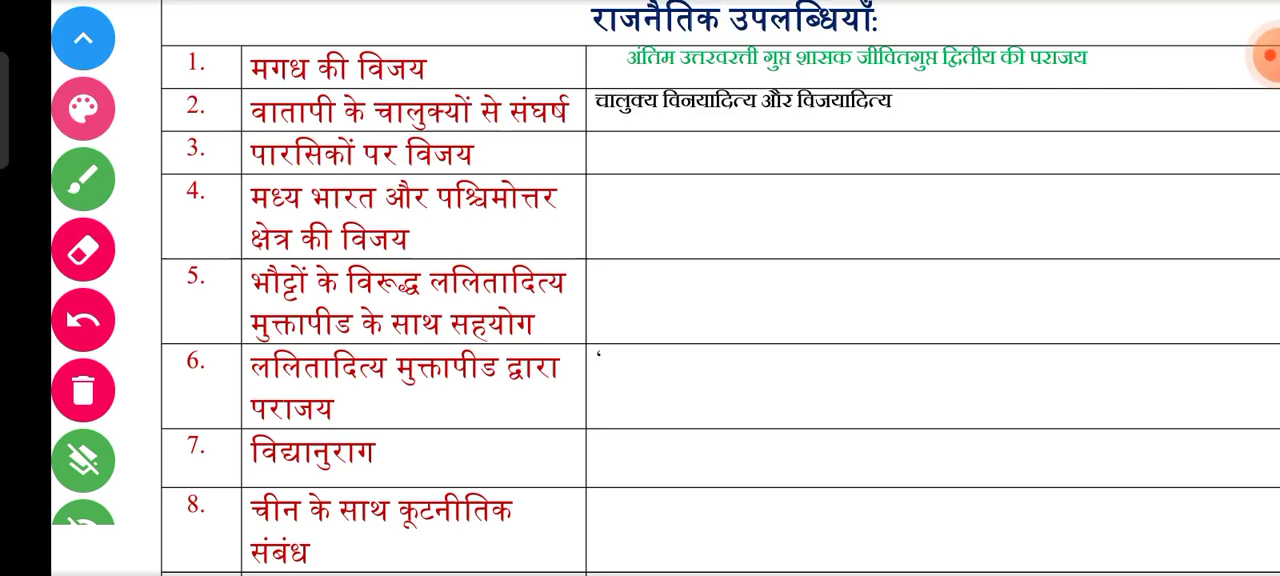 राजनैतिक उपलब्धियाँ:
1. मगध की विजय अंतिम उत्तरवरत्ती गुप्त शासक जीवितगुप्त द्वितीय की पराजय
2. वातापी के चालुक्यों से संघर्ष चालुक्य विनयादित्य और विजयादित्य
3. पारसिकों पर विजय
4. मध्य भारत और पश्चिमोत्तर
क्षेत्र की विजय
5. भौट्टों के विरूद्ध ललितादित्य
मुक्तापीड के साथ सहयोग
6. ललितादित्य मुक्तापीड द्वारा ‘
पराजय
7. विद्यानुराग
8. चीन के साथ कूटनीतिक
संबंध